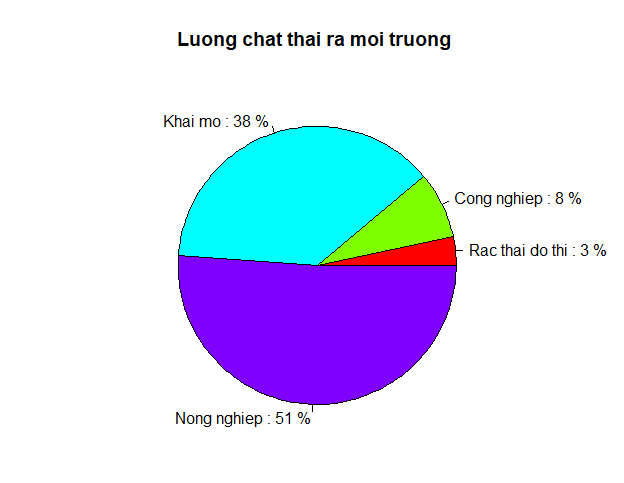 Luong chat thai ra moi truong
Khai mo : 38 %
Cong nghiep : 8 %
Rac thai do thi : 3 %
Nong nghiep : 51 %